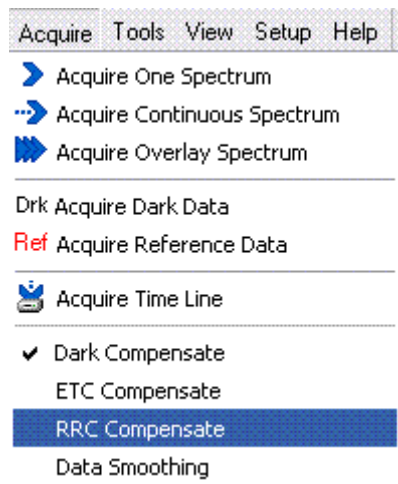 Acquire Tools View Setup Help
Acquire One Spectrum
Acquire Continuous Spectrum
Acquire Overlay Spectrum
Drk Acquire Dark Data
Ref Acquire Reference Data
Acquire Time Line
Dark Compensate
ETC Compensate
RRC Compensate
Data Smoothing